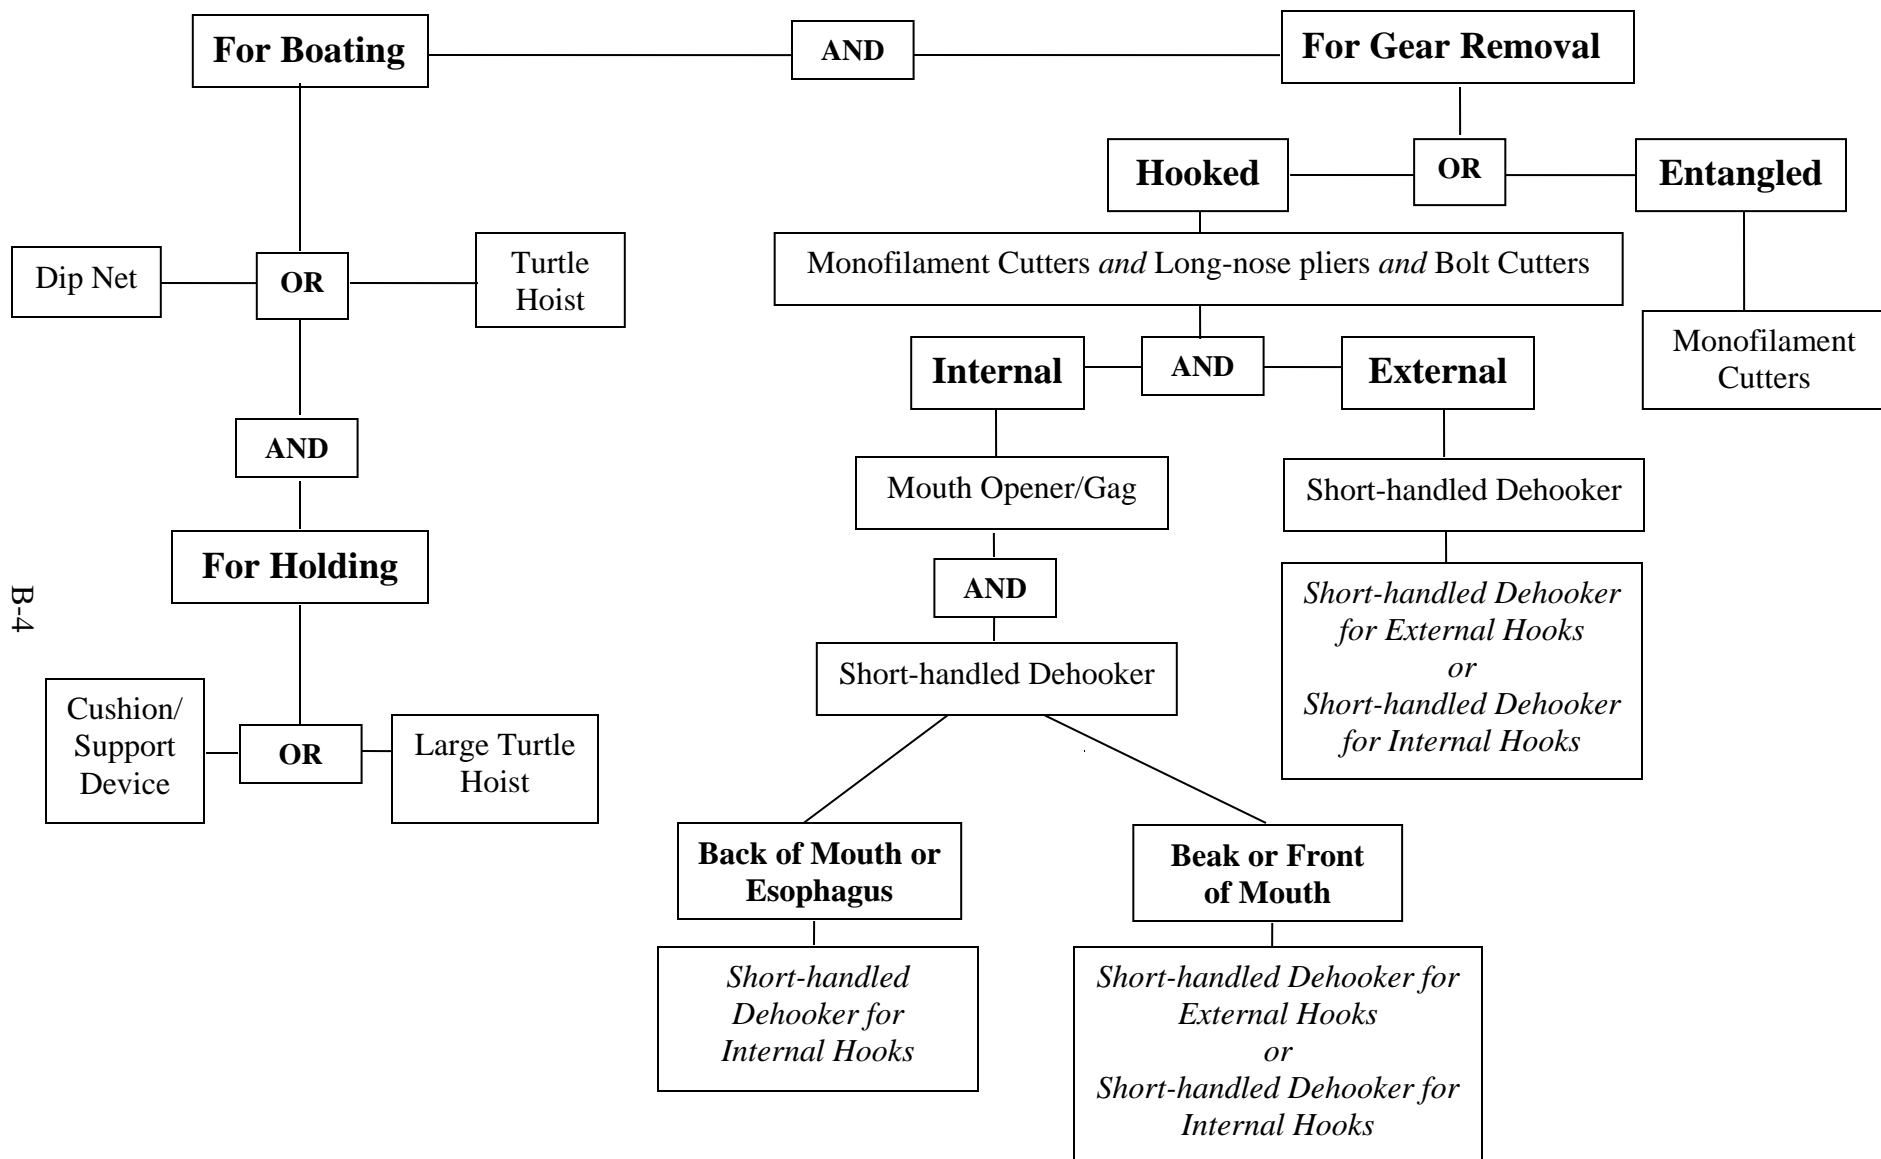 For Boating
AND
For Gear Removal
Hooked
OR
Entangled
Dip Net
OR
Turtle
Hoist
Monofilament Cutters and Long-nose pliers and Bolt Cutters
Monofilament
Cutters
Internal
AND
External
AND
Mouth Opener/Gag
Short-handled Dehooker
For Holding
AND
Short-handled Dehooker
for External Hooks
or
Short-handled Dehooker
for Internal Hooks
B-4
Short-handled Dehooker
Cushion/
Support
Device
OR
Large Turtle
Hoist
Back of Mouth or
Esophagus
Beak or Front
of Mouth
Short-handled
Dehooker for
Internal Hooks
Short-handled Dehooker for
External Hooks
or
Short-handled Dehooker for
Internal Hooks